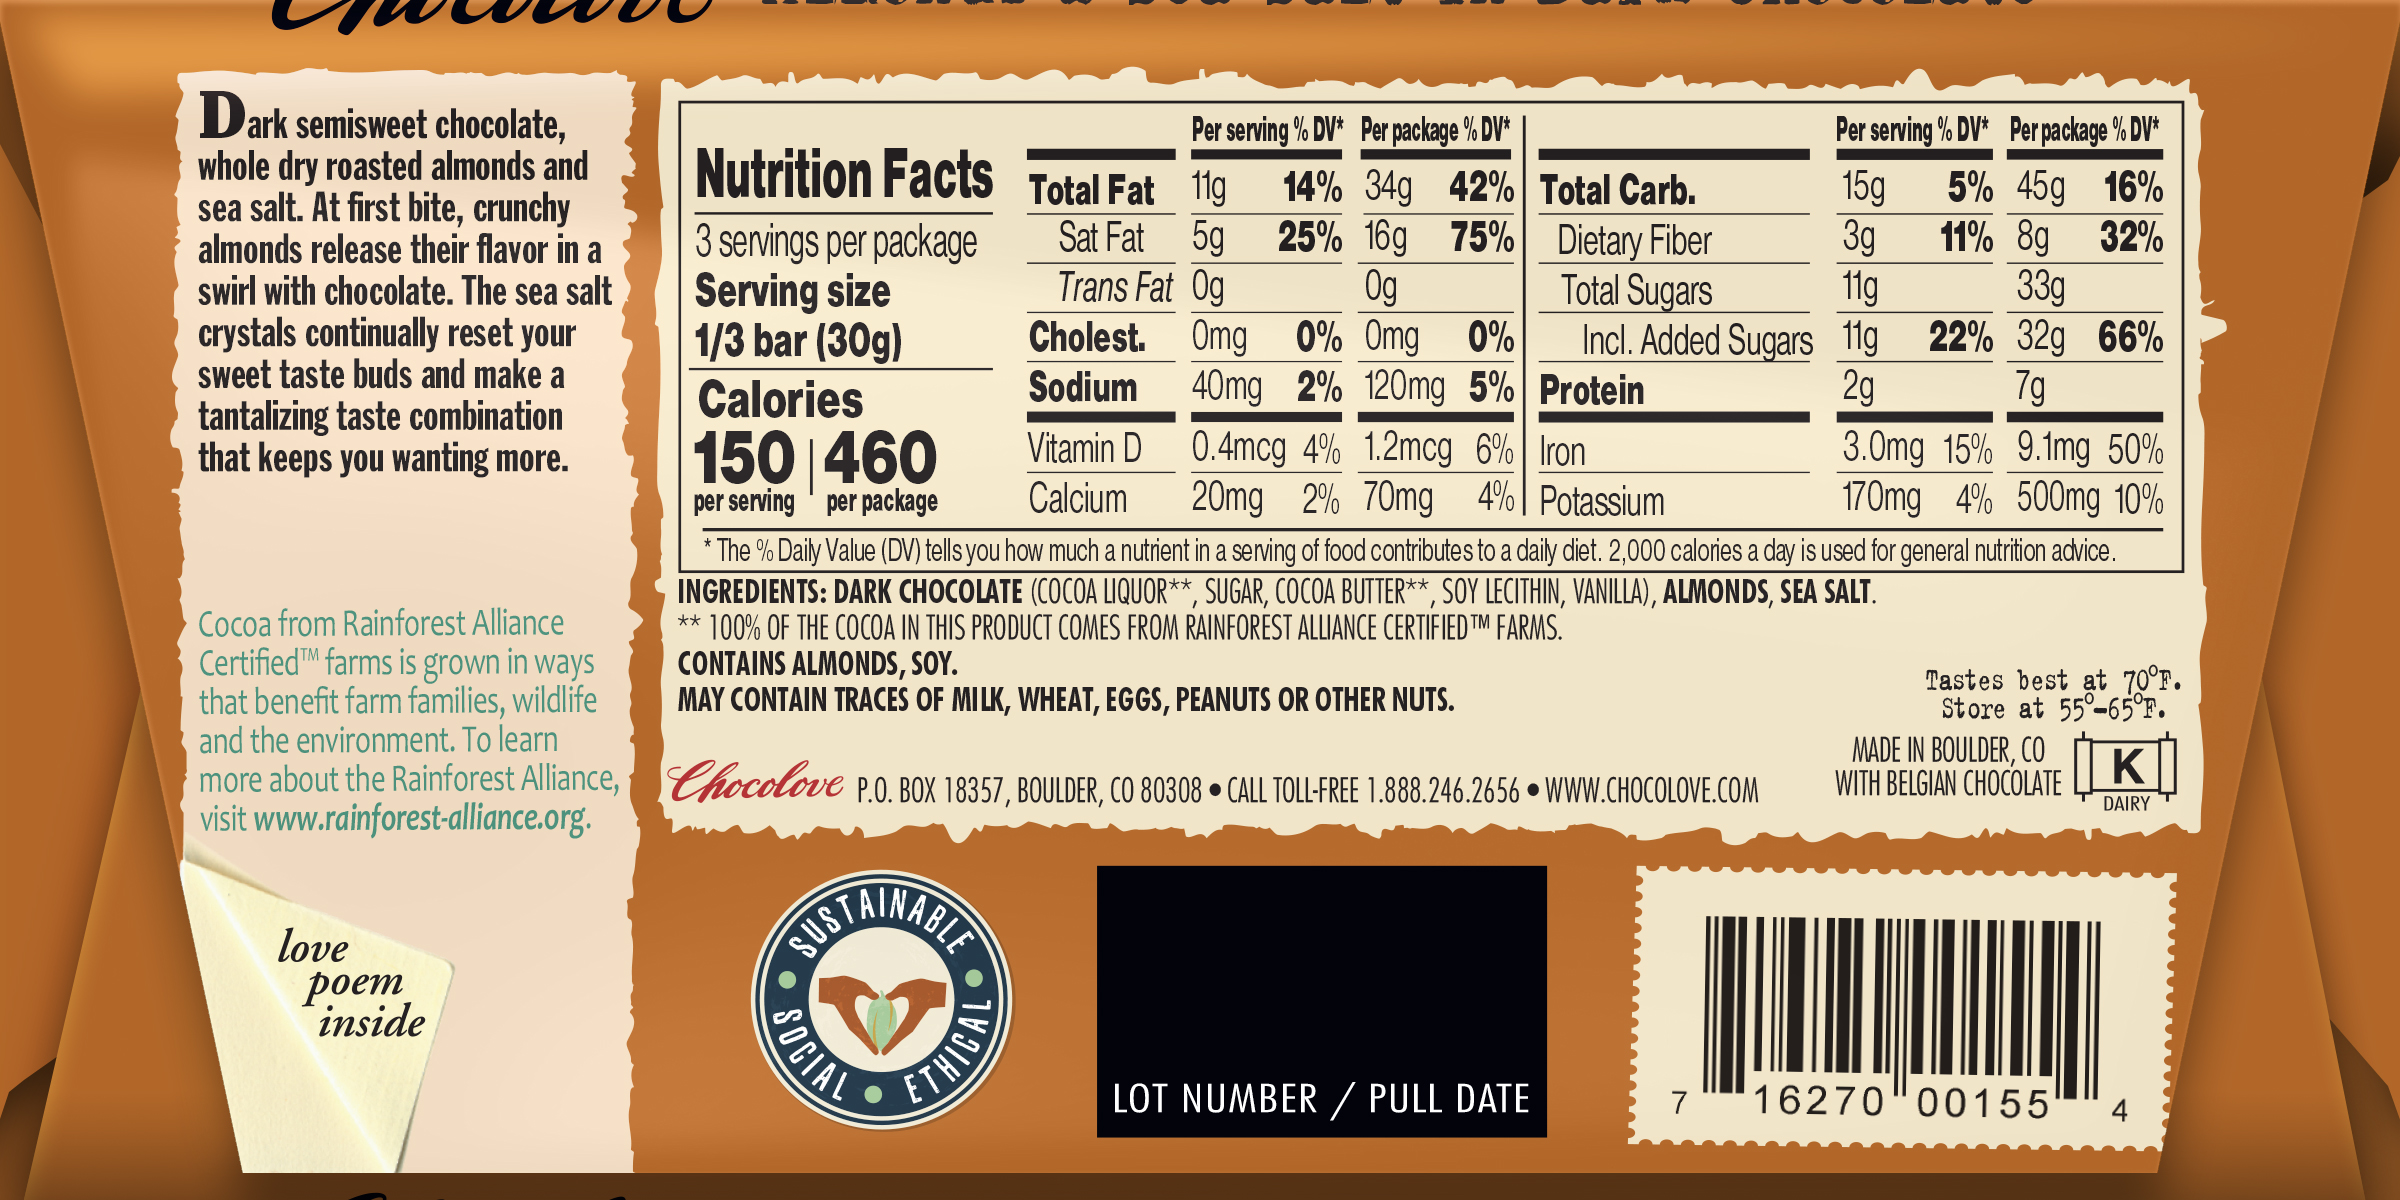 Chocolove ALMONDS & SEA SALT IN DARK CHOCOLATE
Dark semisweet chocolate,
whole dry roasted almonds and
sea salt. At first bite, crunchy
almonds release their flavor in a
swirl with chocolate. The sea salt
crystals continually reset your
sweet taste buds and make a
tantalizing taste combination
that keeps you wanting more.
Cocoa from Rainforest Alliance
Certified™ farms is grown in ways
that benefit farm families, wildlife
and the environment. To learn
more about the Rainforest Alliance,
visit www.rainforest-alliance.org.
love
poem
inside
Nutrition Facts
3 servings per package
Serving size
1/3 bar (30g)
Calories
150 | 460
per serving per package
Per serving % DV* Per package % DV*
Total Fat 11g 14% 34g 42%
Sat Fat 5g 25% 16g 75%
Trans Fat 0g 0g
Cholest. 0mg 0% 0mg 0%
Sodium 40mg 2% 120mg 5%
Vitamin D 0.4mcg 4% 1.2mcg 6%
Calcium 20mg 2% 70mg 4%
Per serving % DV* Per package % DV*
Total Carb. 15g 5% 45g 16%
Dietary Fiber 3g 11% 8g 32%
Total Sugars 11g 33g
Incl. Added Sugars 11g 22% 32g 66%
Protein 2g 7g
Iron 3.0mg 15% 9.1mg 50%
Potassium 170mg 4% 500mg 10%
* The % Daily Value (DV) tells you how much a nutrient in a serving of food contributes to a daily diet. 2,000 calories a day is used for general nutrition advice.
INGREDIENTS: DARK CHOCOLATE (COCOA LIQUOR**, SUGAR, COCOA BUTTER**, SOY LECITHIN, VANILLA), ALMONDS, SEA SALT.
** 100% OF THE COCOA IN THIS PRODUCT COMES FROM RAINFOREST ALLIANCE CERTIFIED™ FARMS.
CONTAINS ALMONDS, SOY.
MAY CONTAIN TRACES OF MILK, WHEAT, EGGS, PEANUTS OR OTHER NUTS.
Tastes best at 70°F.
Store at 55°–65°F.
MADE IN BOULDER, CO
WITH BELGIAN CHOCOLATE
K
DAIRY
Chocolove P.O. BOX 18357, BOULDER, CO 80308 • CALL TOLL-FREE 1.888.246.2656 • WWW.CHOCOLOVE.COM
SUSTAINABLE • ETHICAL • SOCIAL •
LOT NUMBER / PULL DATE
7 16270 00155 4